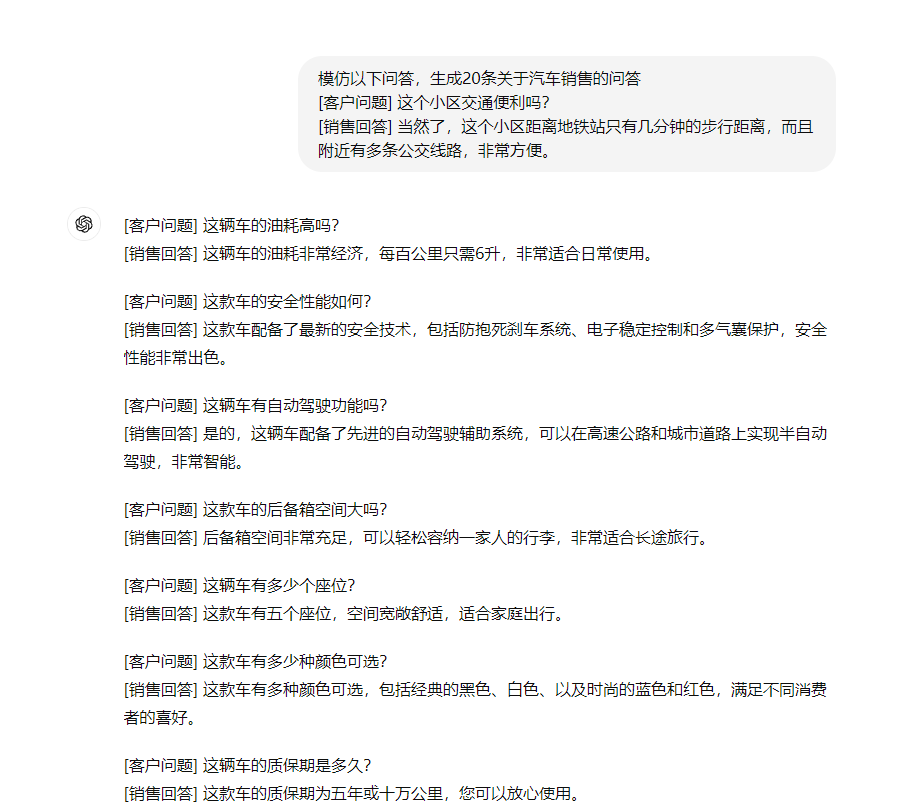 模仿以下问答，生成20条关于汽车销售的问答
[客户问题] 这个小区交通便利吗？
[销售回答] 当然了，这个小区距离地铁站只有几分钟的步行距离，而且
附近有多条公交线路，非常方便。
[客户问题] 这辆车的油耗高吗？
[销售回答] 这辆车的油耗非常经济，每百公里只需6升，非常适合日常使用。
[客户问题] 这款车的安全性能如何？
[销售回答] 这款车配备了最新的安全技术，包括防抱死刹车系统、电子稳定控制和多气囊保护，安全
性能非常出色。
[客户问题] 这辆车有自动驾驶功能吗？
[销售回答] 是的，这辆车配备了先进的自动驾驶辅助系统，可以在高速公路和城市道路上实现半自动
驾驶，非常智能。
[客户问题] 这款车的后备箱空间大吗？
[销售回答] 后备箱空间非常充足，可以轻松容纳一家人的行李，非常适合长途旅行。
[客户问题] 这辆车有多少个座位？
[销售回答] 这款车有五个座位，空间宽敞舒适，适合家庭出行。
[客户问题] 这款车有多少种颜色可选？
[销售回答] 这款车有多种颜色可选，包括经典的黑色、白色、以及时尚的蓝色和红色，满足不同消费
者的喜好。
[客户问题] 这辆车的质保期是多久？
[销售回答] 这款车的质保期为五年或十万公里，您可以放心使用。